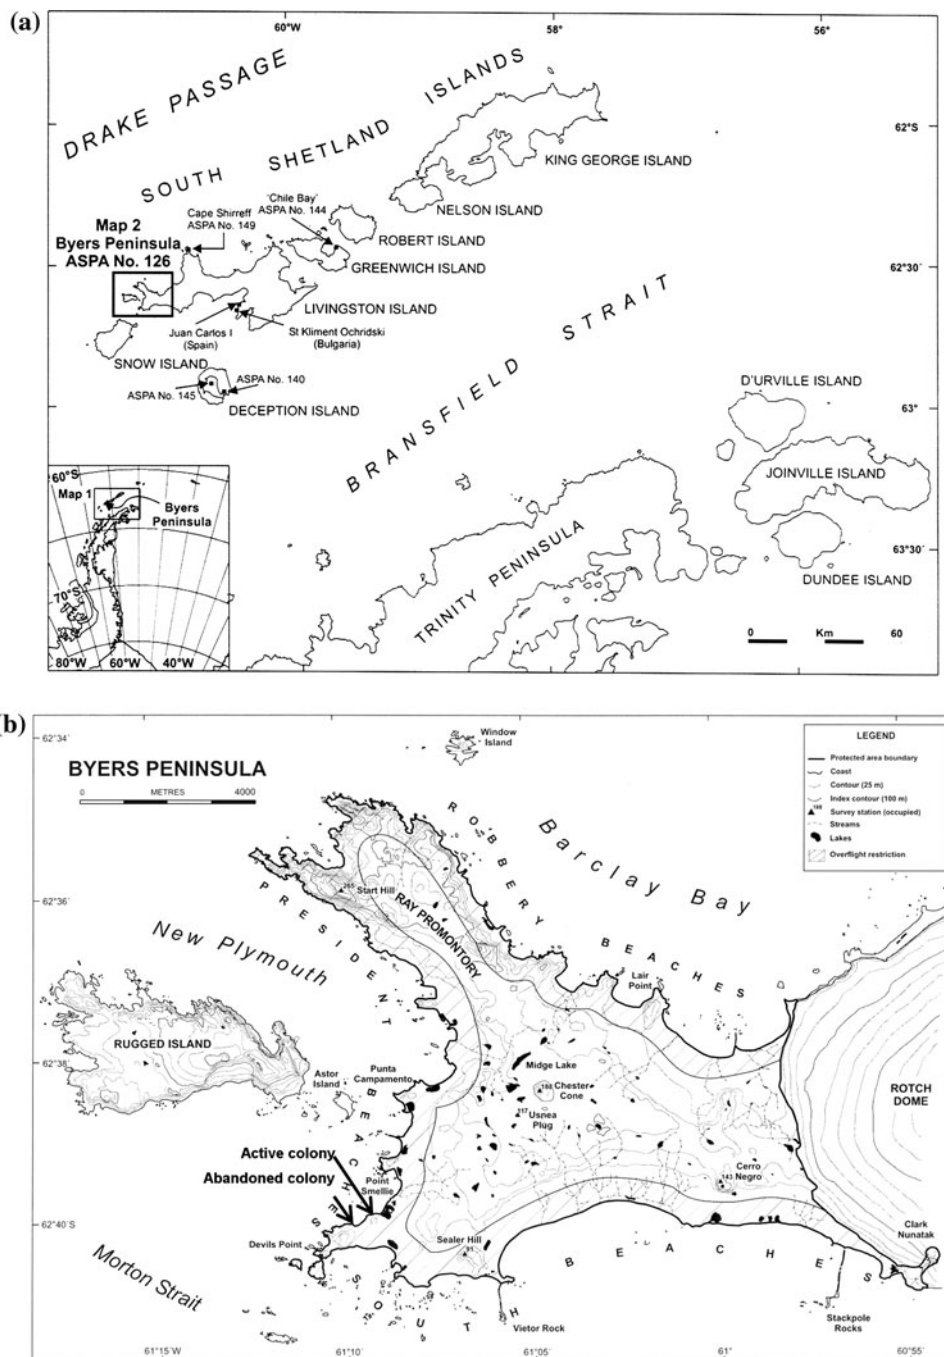 (a)
60°W
58°
56°
DRAKE PASSAGE
SOUTH SHETLAND ISLANDS
62°S
KING GEORGE ISLAND
NELSON ISLAND
'Chile Bay'
ASPA No. 144
Cape Shirreff
ASPA No. 149
Map 2
Byers Peninsula
ASPA No. 126
ROBERT ISLAND
GREENWICH ISLAND
62°30
LIVINGSTON ISLAND
Juan Carlos I
(Spain)
St Kliment Ochridski
(Bulgaria)
SNOW ISLAND
ASPA No. 140
ASPA No. 145
DECEPTION ISLAND
BRANSFIELD STRAIT
D'URVILLE ISLAND
63°
JOINVILLE ISLAND
63°30
DUNDEE ISLAND
TRINITY PENINSULA
0 Km 60
60°S
Map 1
Byers
Peninsula
70°S
80°W 60°W 40°W
(b)
62°34´
BYERS PENINSULA
0 METRES 4000
Window
Island
LEGEND
Protected area boundary
Coast
Contour (25 m)
Index contour (100 m)
188
Survey station (occupied)
Streams
Lakes
Overflight restriction
Barclay Bay
ROBBERY BEACHES
62°36´
265
Start Hill
RAY PROMONTORY
PRESIDENT BEACHES
New Plymouth
Lair
Point
RUGGED ISLAND
62°38´
Astor
Island
Punta
Campamento
Midge Lake
188
Chester
Cone
117
Usnea
Plug
ROTCH
DOME
Active colony
Abandoned colony
Point
Smellie
143
Cerro
Negro
62°40´
Devils Point
Sealer Hill
91
Clark
Nunatak
SOUTH BEACHES
Morton Strait
Vietor Rock
Stackpole
Rocks
61°15´W
61°10´
61°05´
61°
60°55´